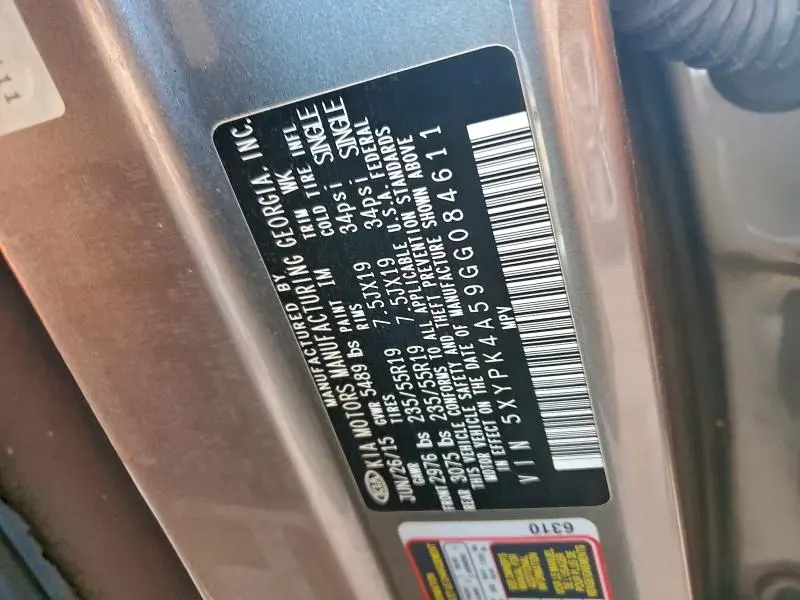 MANUFACTURED BY
KIA MOTORS MANUFACTURING GEORGIA, INC.
JUN/26/15 PAINT IM TRIM WK
GVWR 5489 lbs
GAWR TIRES RIMS COLD TIRE INFL
FRONT 2976 lbs 235/55R19 7.5JX19 34psi SINGLE
REAR 3075 lbs 235/55R19 7.5JX19 34psi SINGLE
THIS VEHICLE CONFORMS TO ALL APPLICABLE U.S.A. FEDERAL
MOTOR VEHICLE SAFETY AND THEFT PREVENTION STANDARDS
IN EFFECT ON THE DATE OF MANUFACTURE SHOWN ABOVE
VIN 5XYPK4A59GG084611
MPV
6310
11